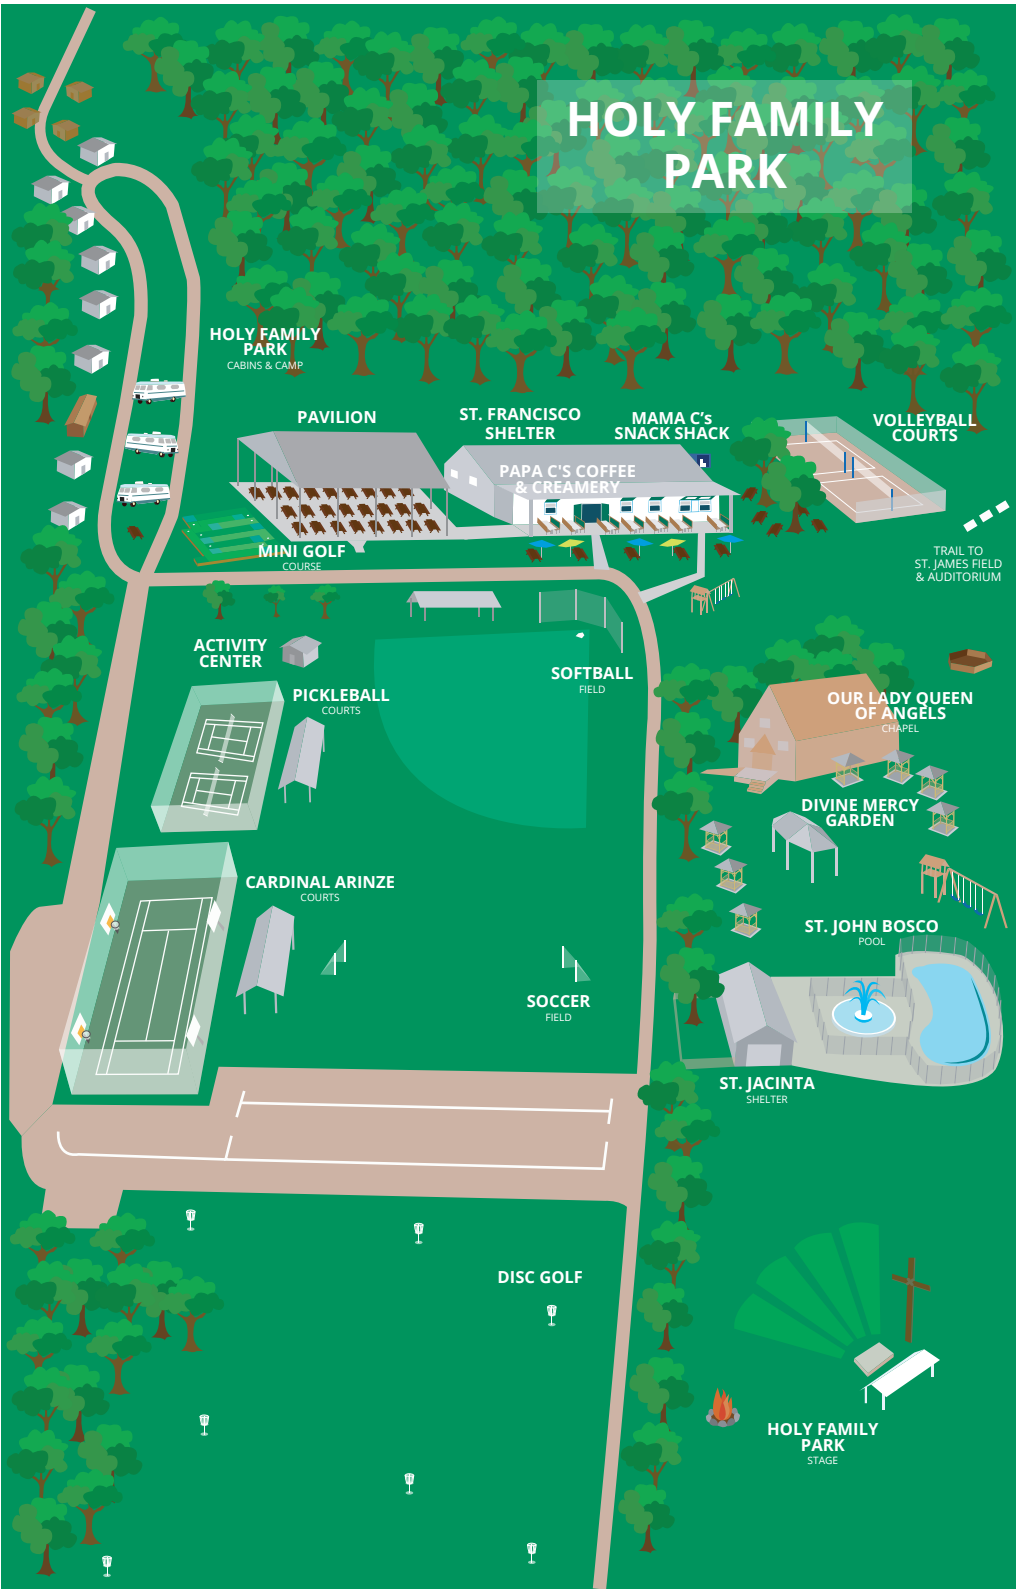 HOLY FAMILY
PARK
HOLY FAMILY
PARK
CABINS & CAMP
PAVILION
ST. FRANCISCO
SHELTER
MAMA C's
SNACK SHACK
VOLLEYBALL
COURTS
PAPA C'S COFFEE
& CREAMERY
MINI GOLF
COURSE
TRAIL TO
ST. JAMES FIELD
& AUDITORIUM
ACTIVITY
CENTER
SOFTBALL
FIELD
PICKLEBALL
COURTS
OUR LADY QUEEN
OF ANGELS
CHAPEL
DIVINE MERCY
GARDEN
CARDINAL ARINZE
COURTS
ST. JOHN BOSCO
POOL
SOCCER
FIELD
ST. JACINTA
SHELTER
DISC GOLF
HOLY FAMILY
PARK
STAGE